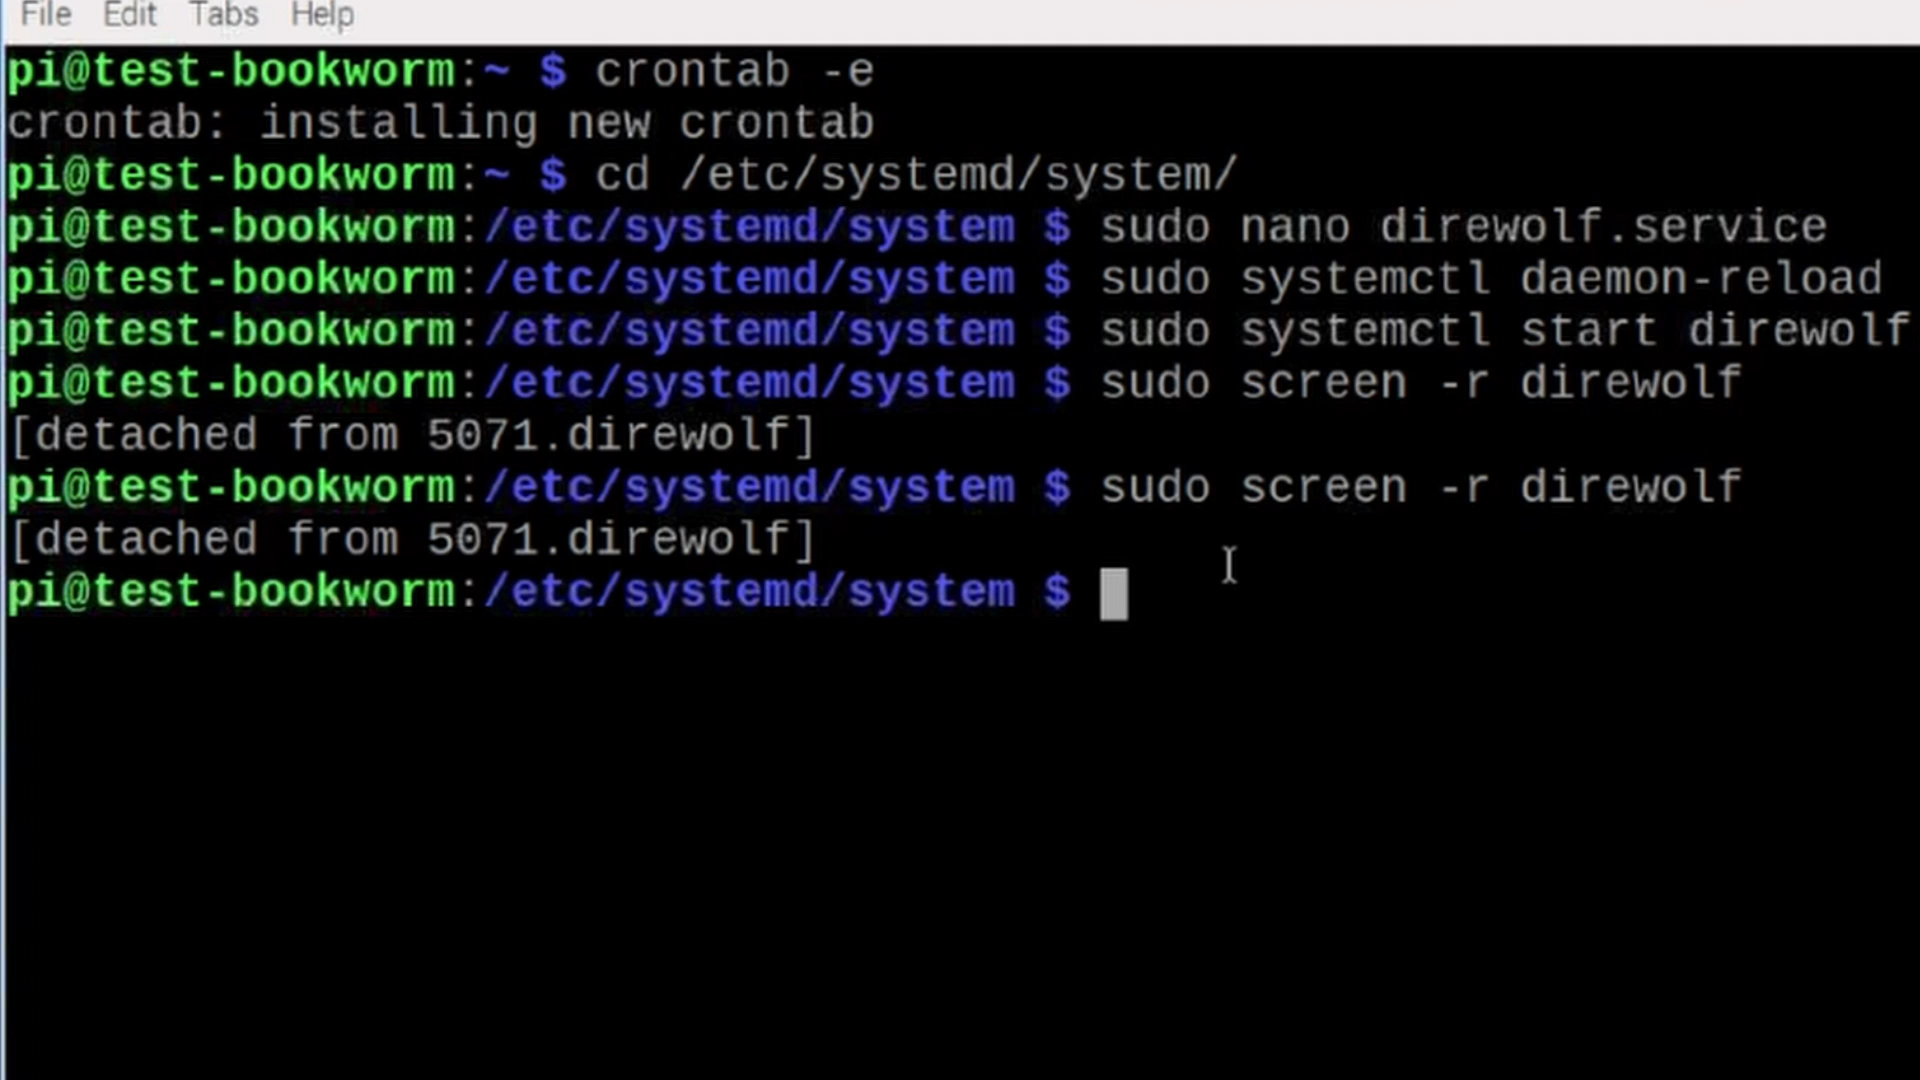 File Edit Tabs Help
pi@test-bookworm:~ $ crontab -e
crontab: installing new crontab
pi@test-bookworm:~ $ cd /etc/systemd/system/
pi@test-bookworm:/etc/systemd/system $ sudo nano direwolf.service
pi@test-bookworm:/etc/systemd/system $ sudo systemctl daemon-reload
pi@test-bookworm:/etc/systemd/system $ sudo systemctl start direwolf
pi@test-bookworm:/etc/systemd/system $ sudo screen -r direwolf
[detached from 5071.direwolf]
pi@test-bookworm:/etc/systemd/system $ sudo screen -r direwolf
[detached from 5071.direwolf]
pi@test-bookworm:/etc/systemd/system $